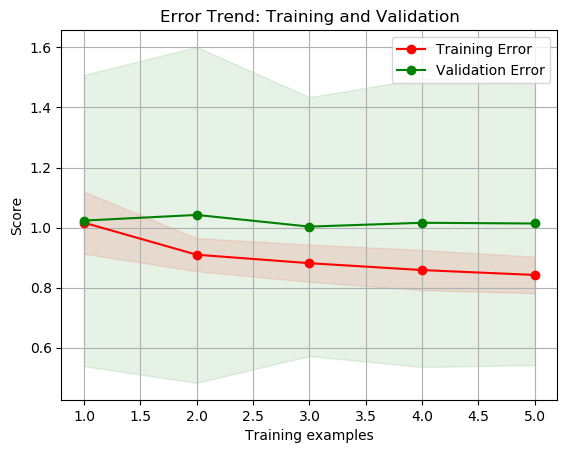 Error Trend: Training and Validation
Training Error
Validation Error
1.6
1.4
1.2
1.0
0.8
0.6
Score
1.0 1.5 2.0 2.5 3.0 3.5 4.0 4.5 5.0
Training examples